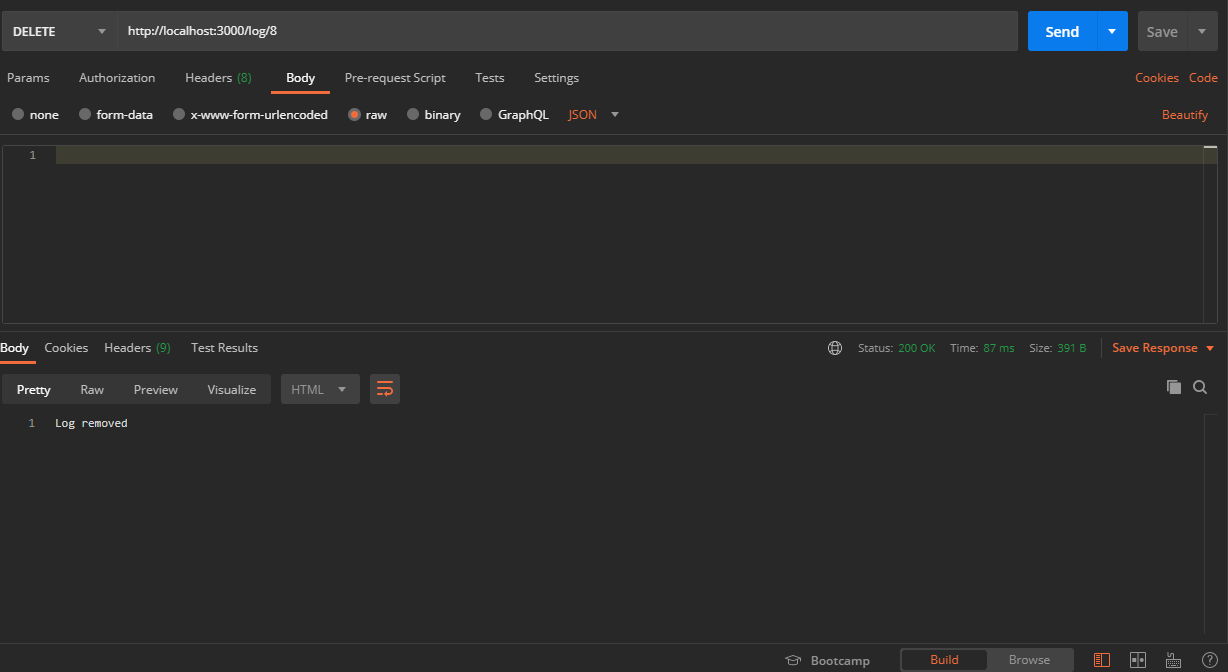 DELETE http://localhost:3000/log/8 Send Save
Params Authorization Headers (8) Body Pre-request Script Tests Settings Cookies Code
none form-data x-www-form-urlencoded raw binary GraphQL JSON Beautify
1
Body Cookies Headers (9) Test Results Status: 200 OK Time: 87 ms Size: 391 B Save Response
Pretty Raw Preview Visualize HTML
1 Log removed
Bootcamp Build Browse ?